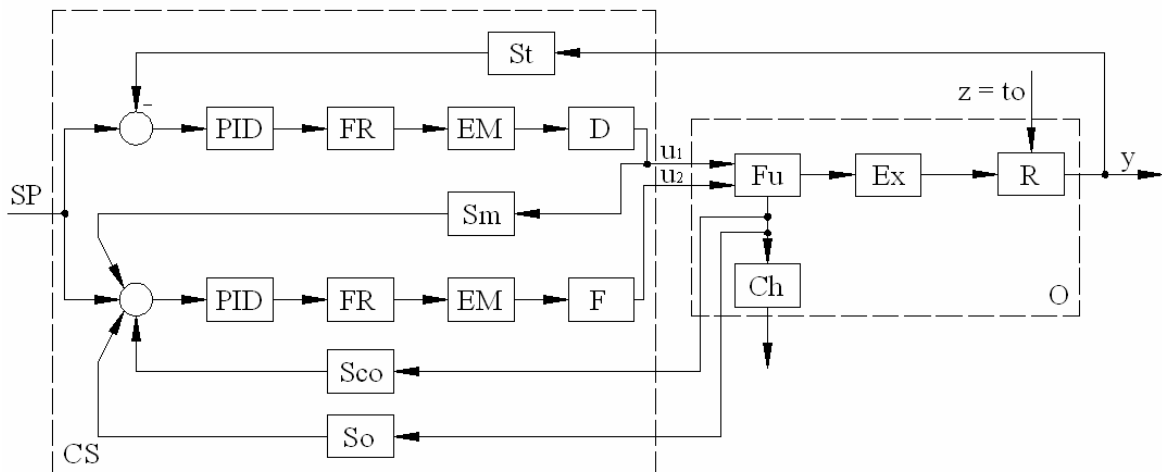 St
z = to
-
PID
FR
EM
D
u₁
u₂
Fu
Ex
R
y
SP
Sm
PID
FR
EM
F
Ch
O
Sco
So
CS